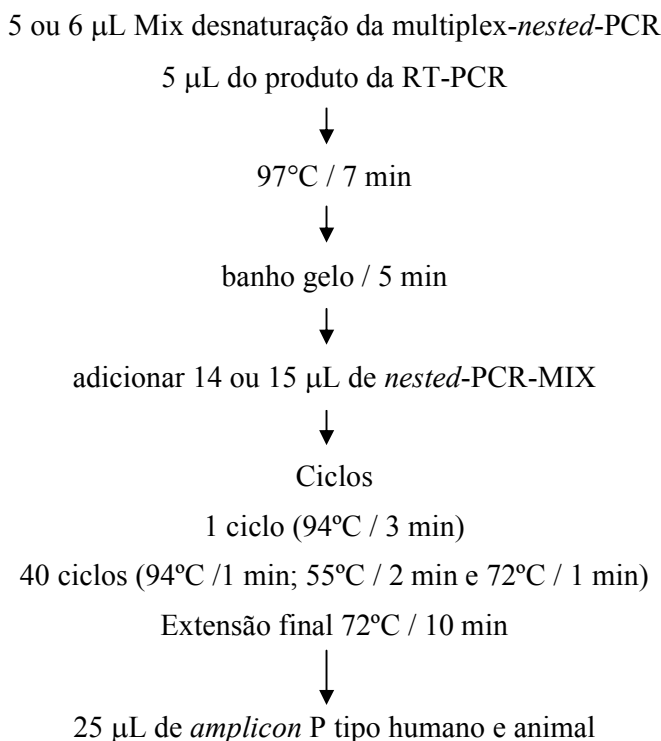 5 ou 6 μL Mix desnaturação da multiplex-nested-PCR
5 μL do produto da RT-PCR
97°C / 7 min
banho gelo / 5 min
adicionar 14 ou 15 μL de nested-PCR-MIX
Ciclos
1 ciclo (94ºC / 3 min)
40 ciclos (94ºC /1 min; 55ºC / 2 min e 72ºC / 1 min)
Extensão final 72ºC / 10 min
25 μL de amplicon P tipo humano e animal